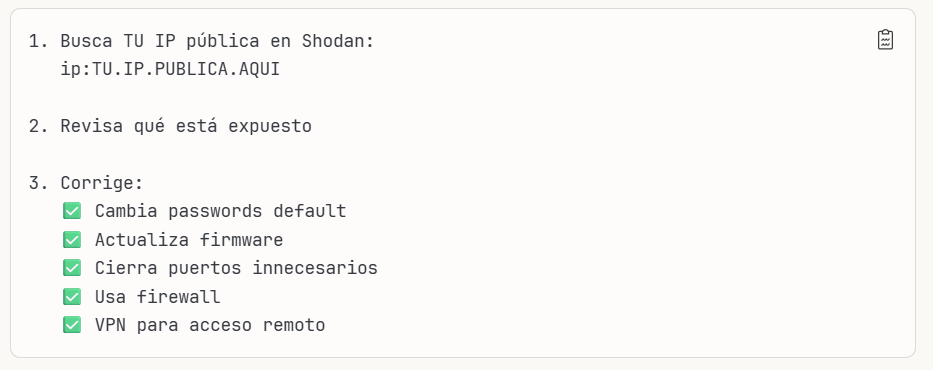 1. Busca TU IP pública en Shodan:
ip:TU.IP.PUBLICA.AQUI
2. Revisa qué está expuesto
3. Corrige:
✅ Cambia passwords default
✅ Actualiza firmware
✅ Cierra puertos innecesarios
✅ Usa firewall
✅ VPN para acceso remoto